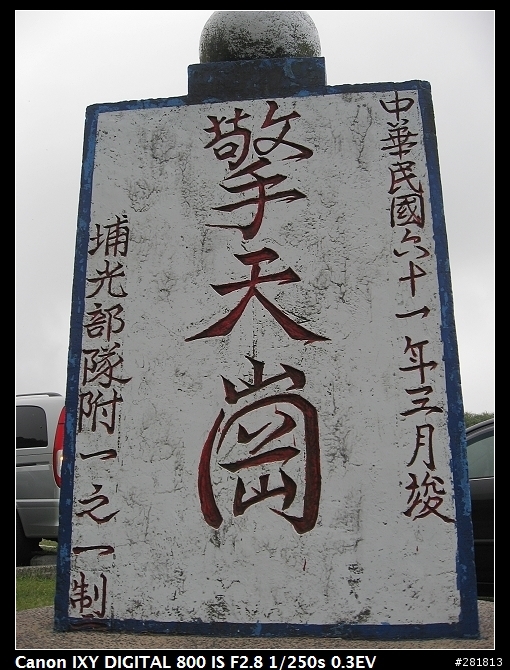 中華民國六十一年三月竣
擎天崗
埔光部隊附一之一制
Canon IXY DIGITAL 800 IS F2.8 1/250s 0.3EV
#281813